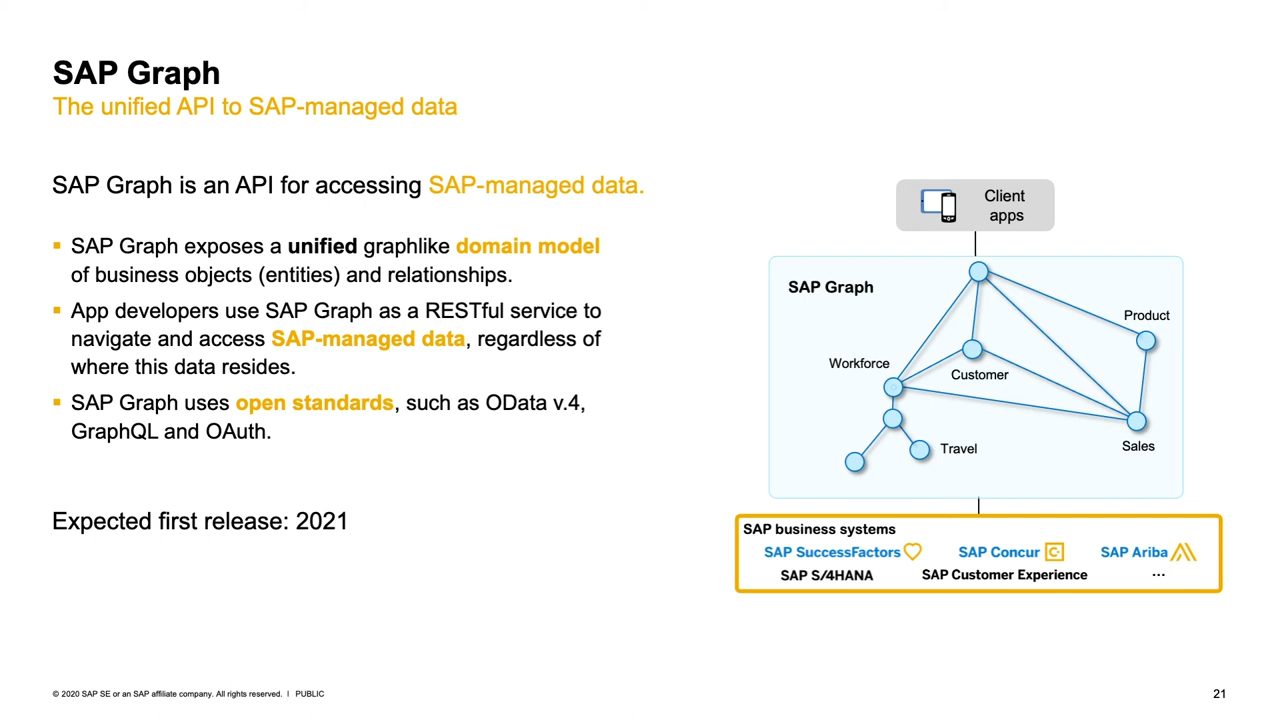 SAP Graph
The unified API to SAP-managed data
SAP Graph is an API for accessing SAP-managed data.
▪ SAP Graph exposes a unified graphlike domain model
of business objects (entities) and relationships.
▪ App developers use SAP Graph as a RESTful service to
navigate and access SAP-managed data, regardless of
where this data resides.
▪ SAP Graph uses open standards, such as OData v.4,
GraphQL and OAuth.
Expected first release: 2021
Client
apps
SAP Graph
Product
Workforce
Customer
Travel
Sales
SAP business systems
SAP SuccessFactors SAP Concur SAP Ariba
SAP S/4HANA SAP Customer Experience ...
© 2020 SAP SE or an SAP affiliate company. All rights reserved. | PUBLIC
21